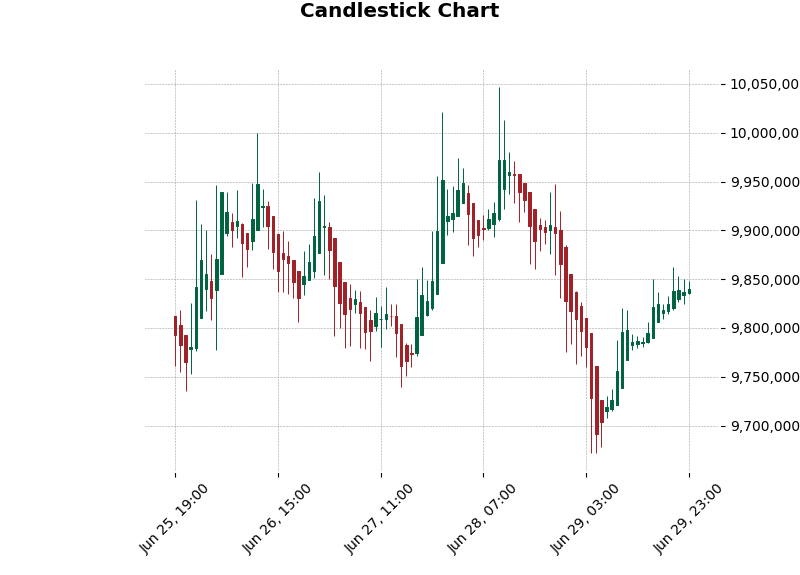 Candlestick Chart
10,050,00
10,000,00
9,950,000
9,900,000
9,850,000
9,800,000
9,750,000
9,700,000
Jun 25, 19:00
Jun 26, 15:00
Jun 27, 11:00
Jun 28, 07:00
Jun 29, 03:00
Jun 29, 23:00